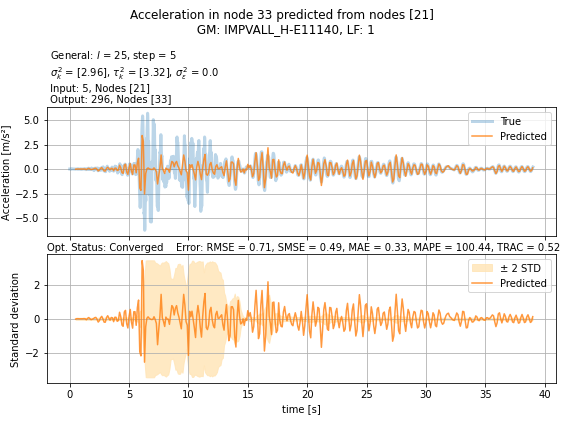 Acceleration in node 33 predicted from nodes [21]
GM: IMPVALL_H-E11140, LF: 1
General: l = 25, step = 5
σ²ₖ = [2.96], τ²ₖ = [3.32], σ²ε = 0.0
Input: 5, Nodes [21]
Output: 296, Nodes [33]
Acceleration [m/s²]
5.0
2.5
0.0
−2.5
−5.0
True
Predicted
Opt. Status: Converged Error: RMSE = 0.71, SMSE = 0.49, MAE = 0.33, MAPE = 100.44, TRAC = 0.52
Standard deviation
2
0
−2
± 2 STD
Predicted
0 5 10 15 20 25 30 35 40
time [s]